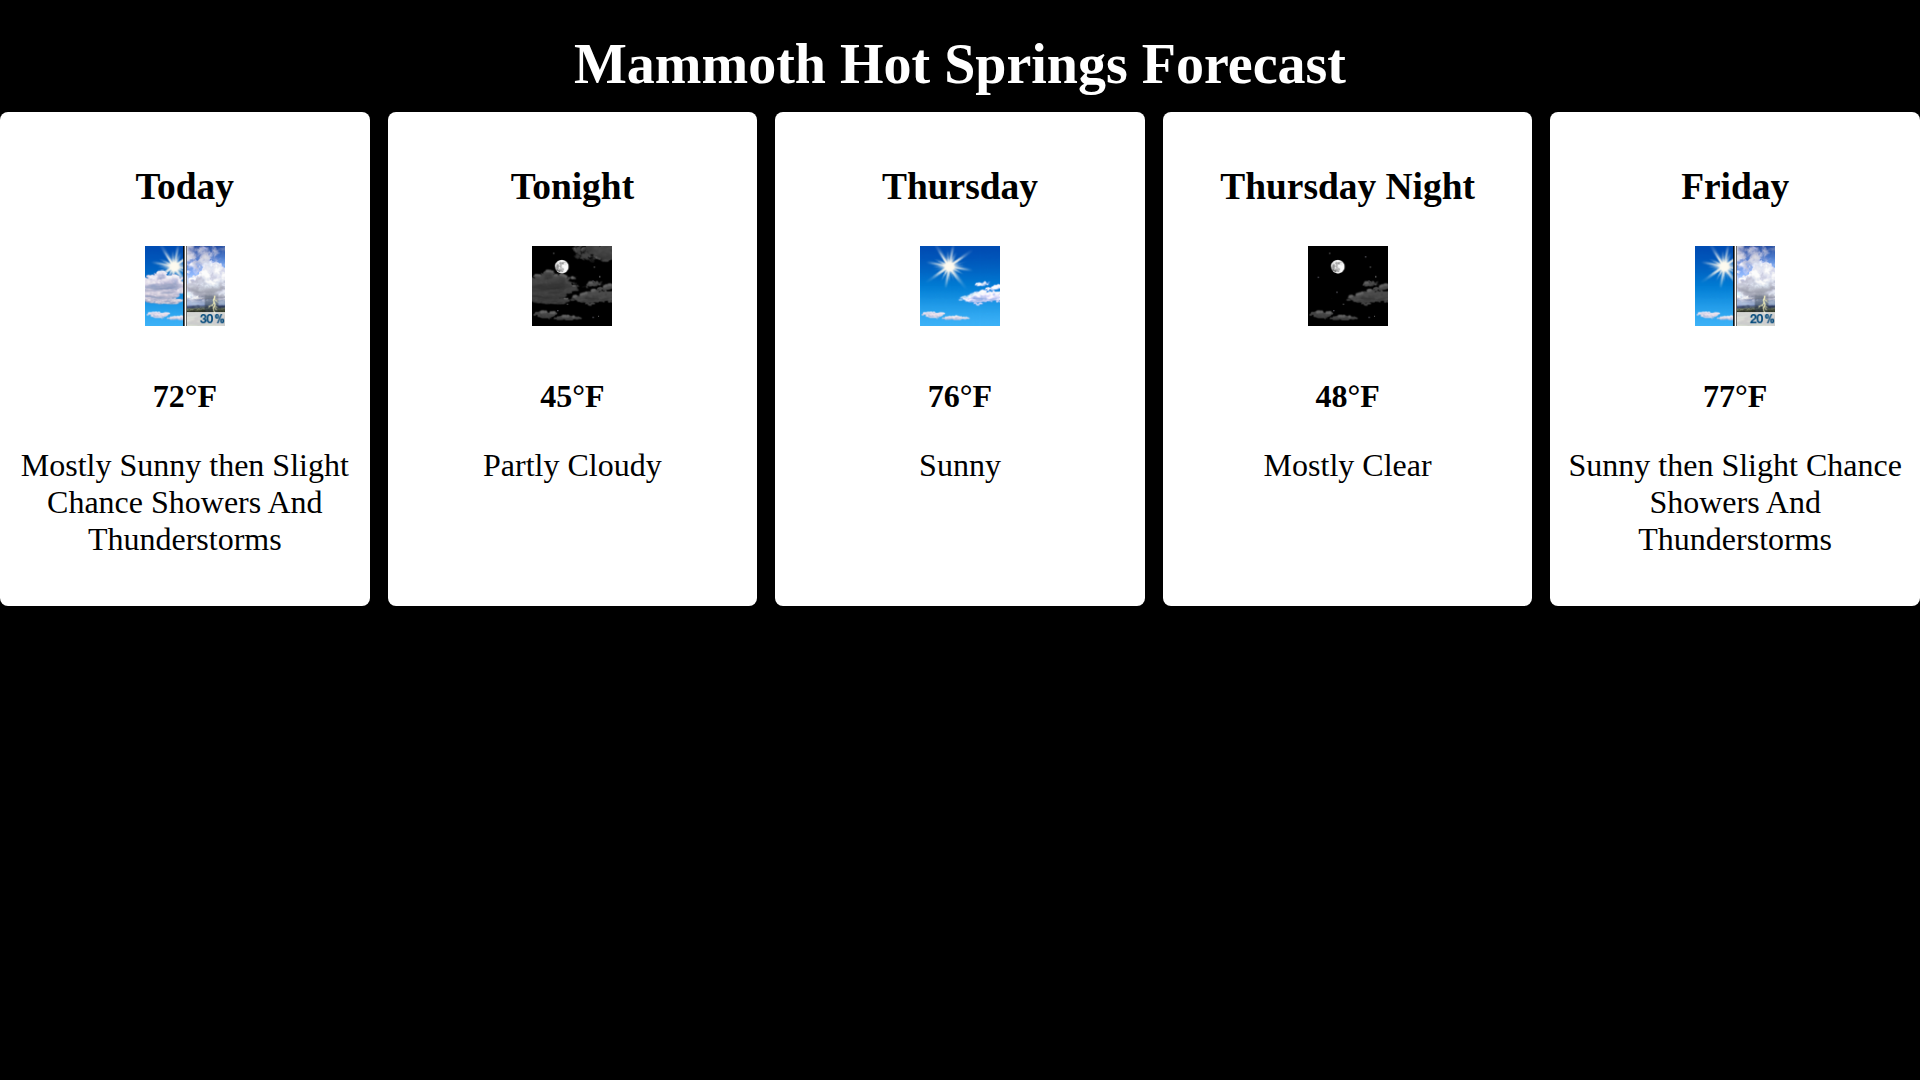 Mammoth Hot Springs Forecast
Today
30%
72°F
Mostly Sunny then Slight
Chance Showers And
Thunderstorms
Tonight
45°F
Partly Cloudy
Thursday
76°F
Sunny
Thursday Night
48°F
Mostly Clear
Friday
20%
77°F
Sunny then Slight Chance
Showers And
Thunderstorms